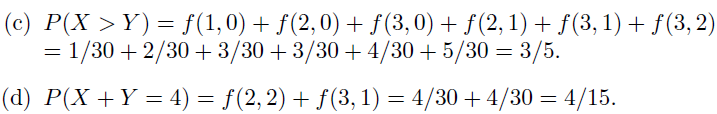 (c) P(X > Y) = f(1, 0) + f(2, 0) + f(3, 0) + f(2, 1) + f(3, 1) + f(3, 2)
= 1/30 + 2/30 + 3/30 + 3/30 + 4/30 + 5/30 = 3/5.
(d) P(X + Y = 4) = f(2, 2) + f(3, 1) = 4/30 + 4/30 = 4/15.